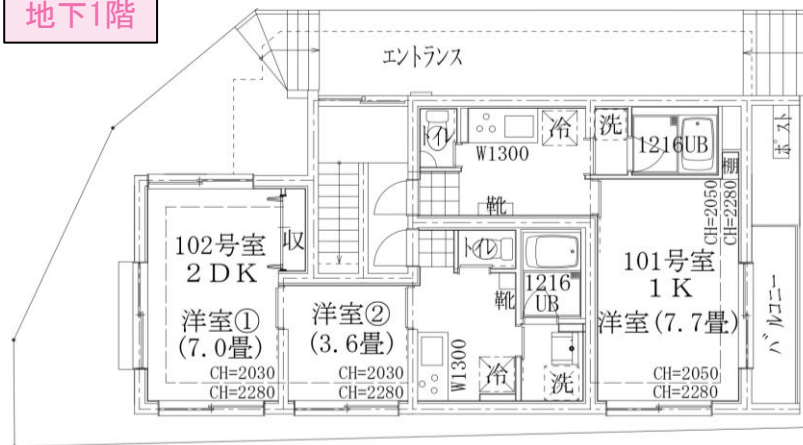 地下1階
エントランス
トイレ
W1300
冷
洗
1216UB
棚
ポスト
靴
CH=2050
CH=2280
102号室
2DK
収
洋室①
(7.0畳)
CH=2030
CH=2280
洋室②
(3.6畳)
CH=2030
CH=2280
トイレ
靴
1216
UB
W1300
冷
洗
101号室
1K
洋室(7.7畳)
CH=2050
CH=2280
バルコニー